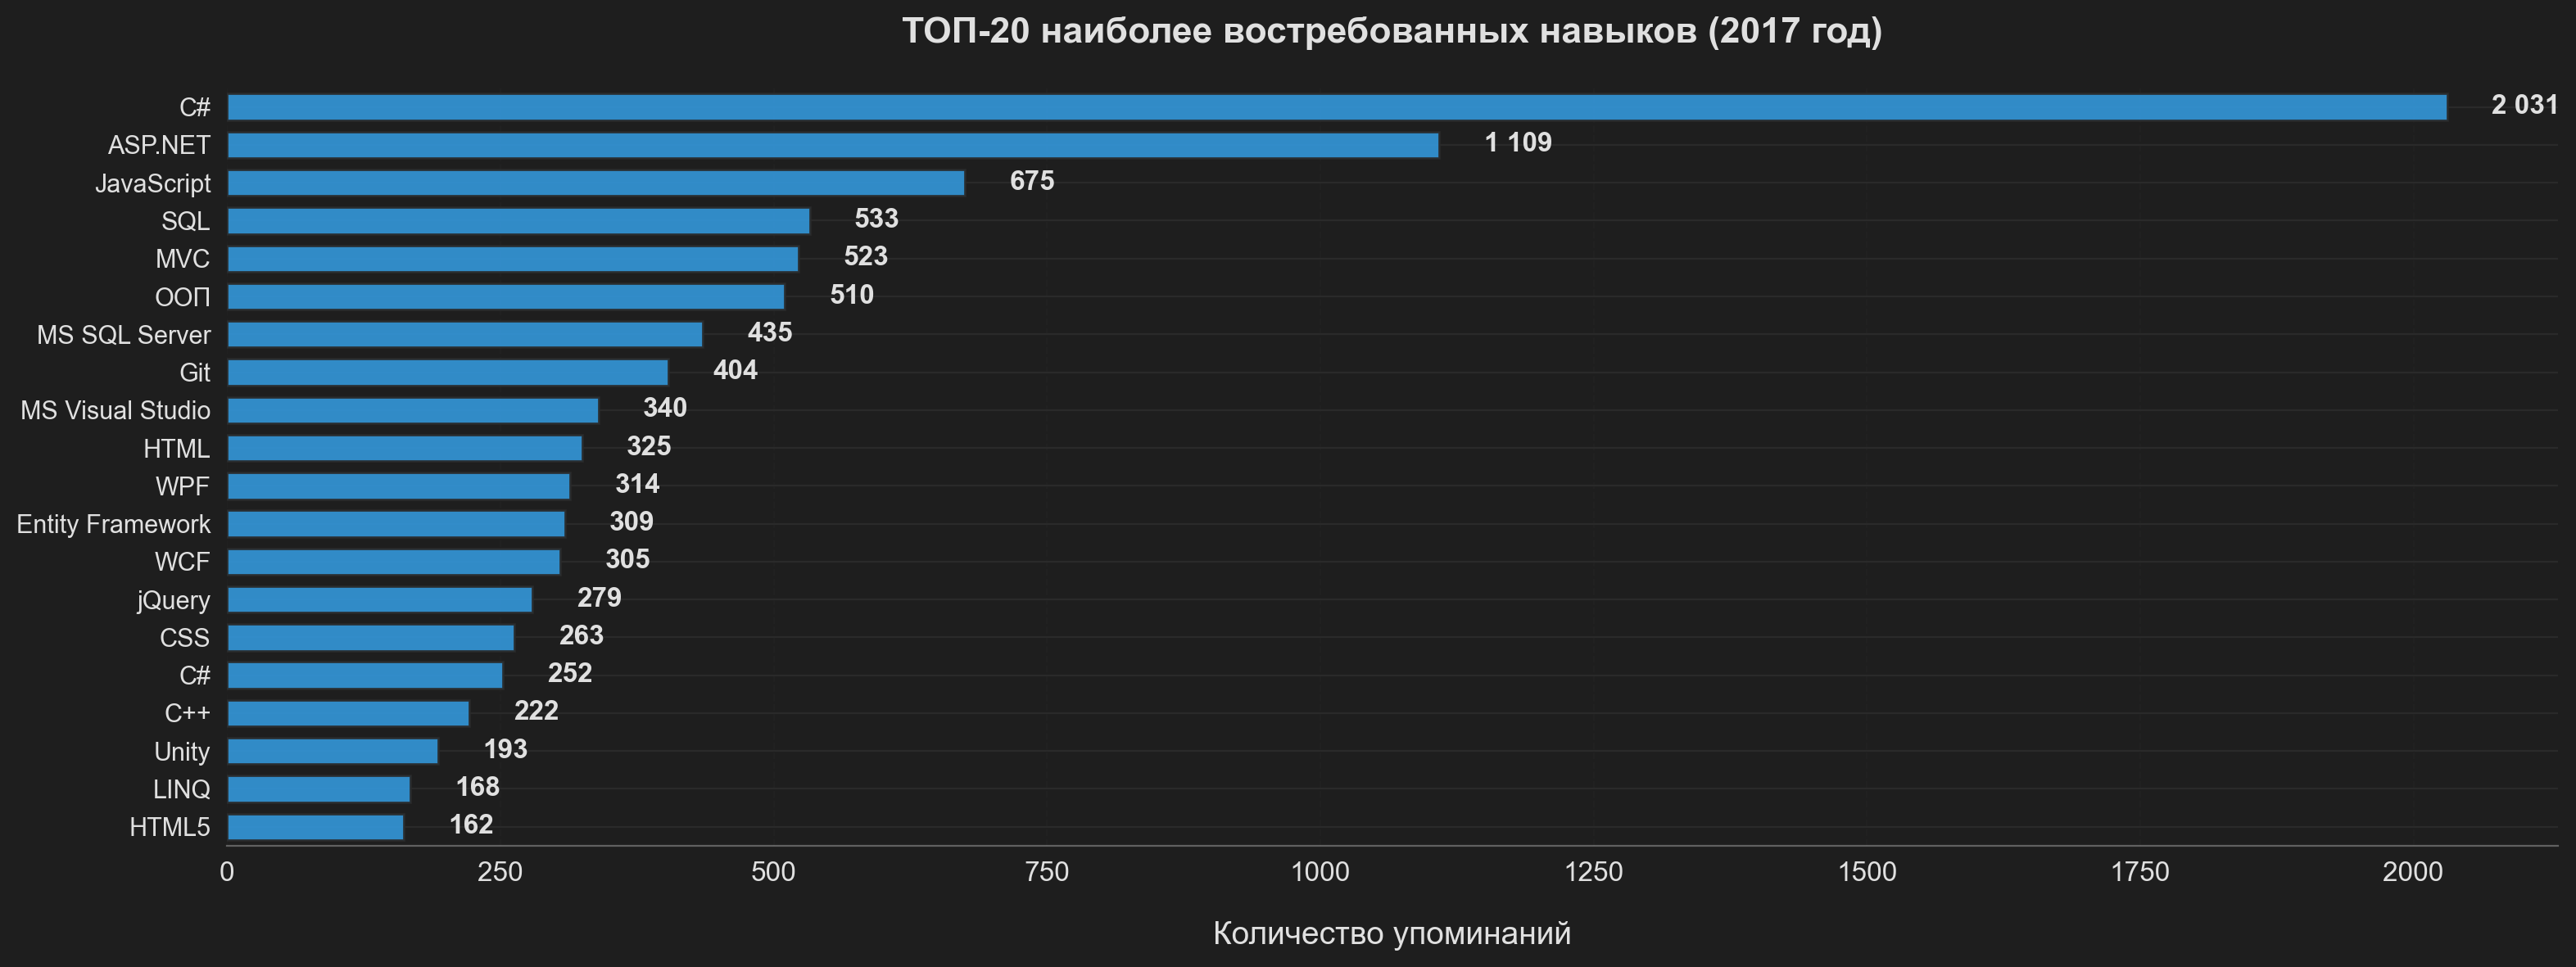 ТОП-20 наиболее востребованных навыков (2017 год)
C# 2 031
ASP.NET 1 109
JavaScript 675
SQL 533
MVC 523
ООП 510
MS SQL Server 435
Git 404
MS Visual Studio 340
HTML 325
WPF 314
Entity Framework 309
WCF 305
jQuery 279
CSS 263
C# 252
C++ 222
Unity 193
LINQ 168
HTML5 162
0 250 500 750 1000 1250 1500 1750 2000
Количество упоминаний